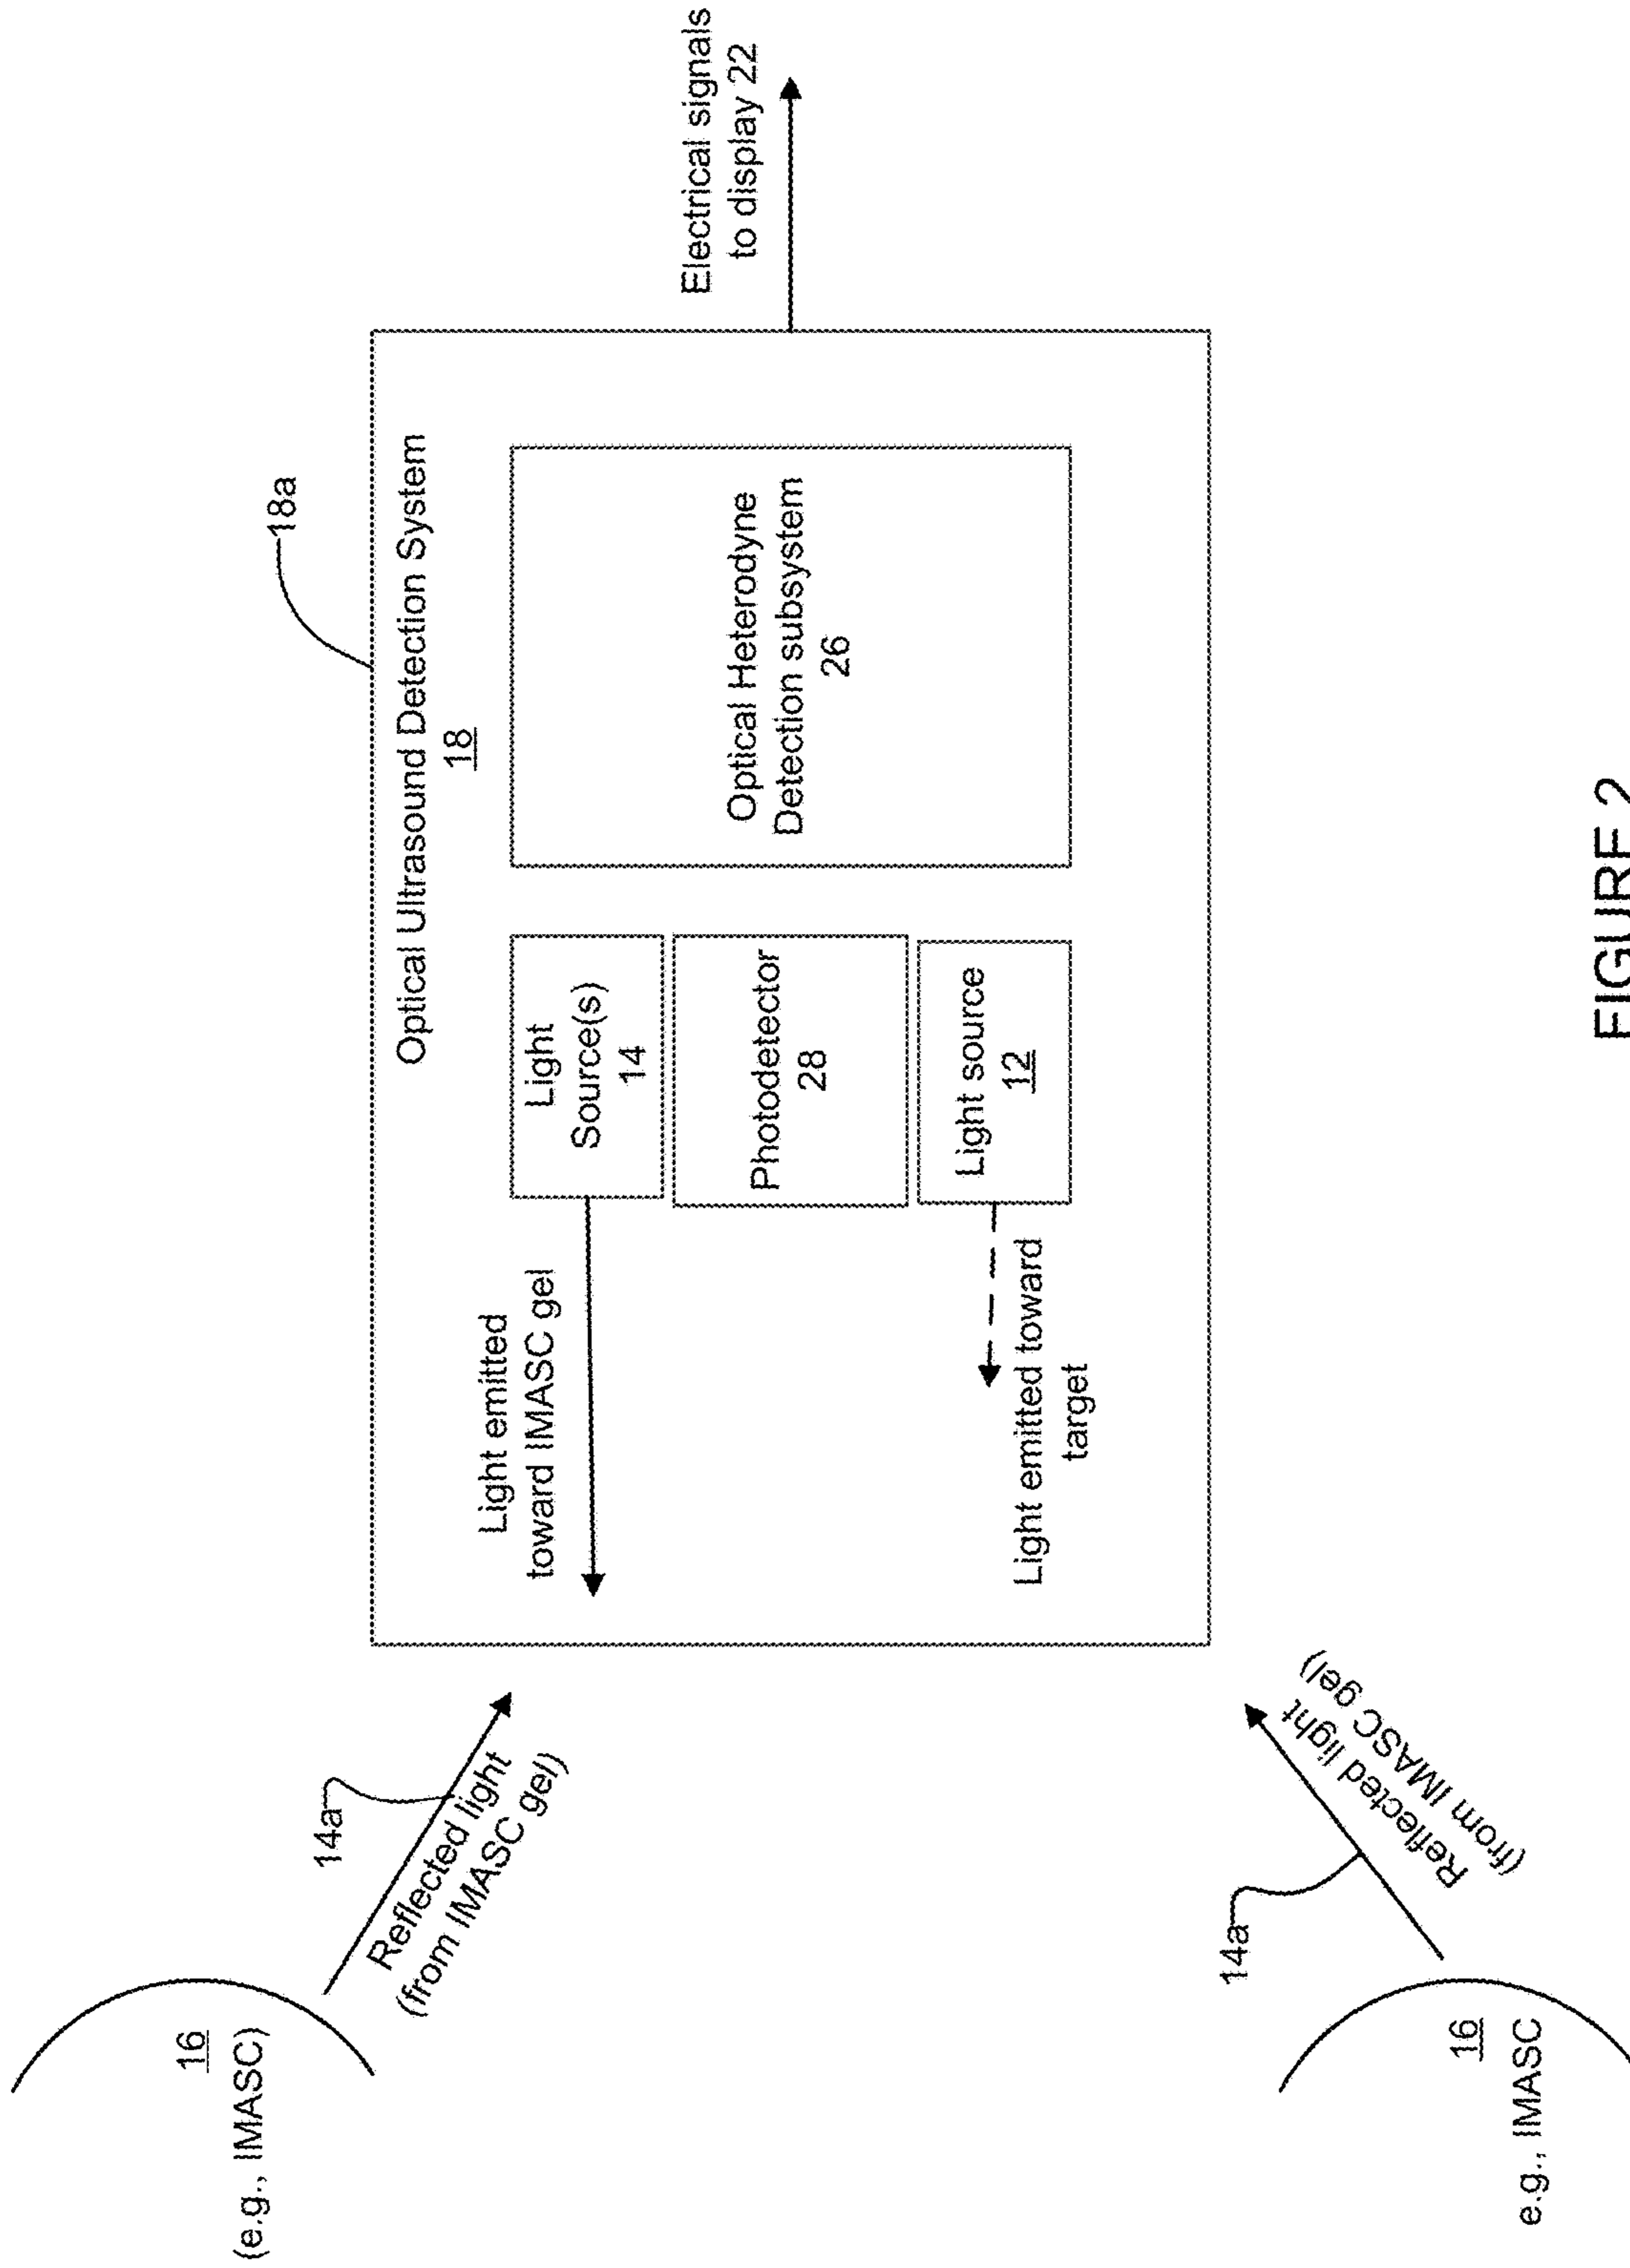 18a
Optical Ultrasound Detection System
18
Light
Source(s)
14
Photodetector
28
Light source
12
Optical Heterodyne
Detection subsystem
26
Electrical signals
to display 22
Light emitted
toward IMASC gel
Light emitted toward
target
14a
Reflected light
(from IMASC gel)
16
(e.g., IMASC)
14a
Reflected light
(from IMASC gel)
16
e.g., IMASC
FIGURE 2